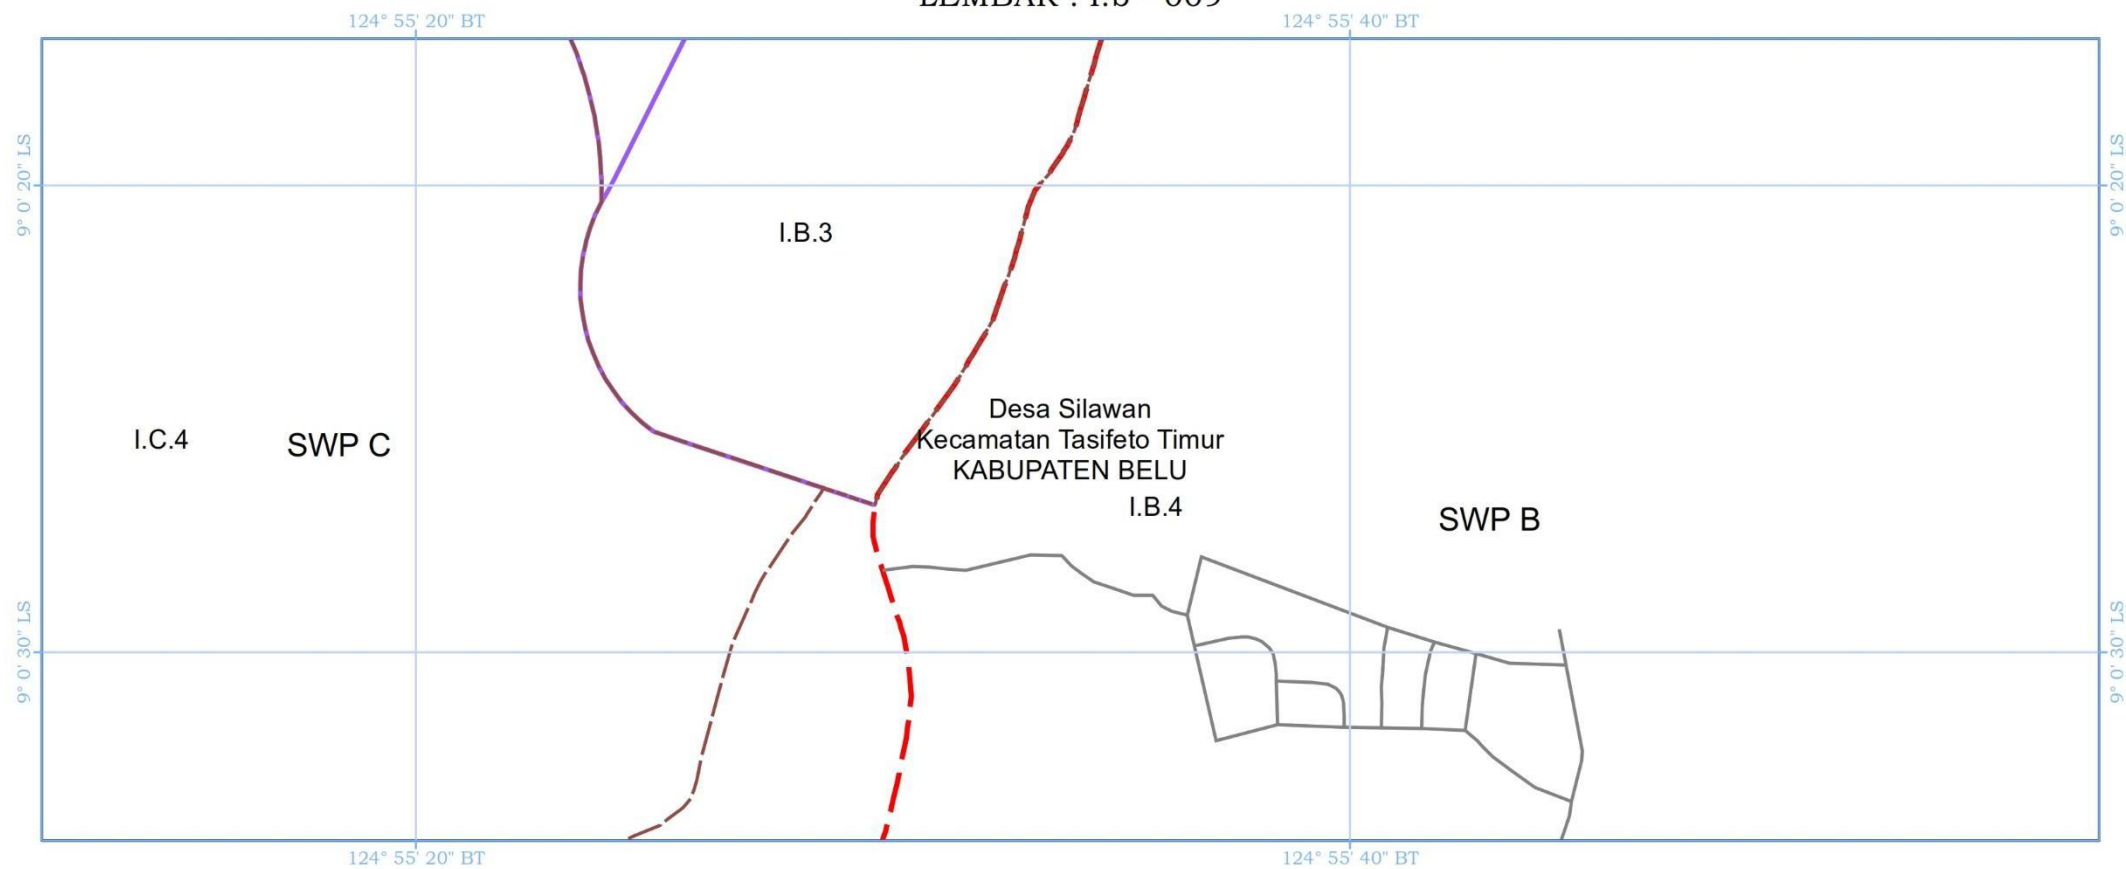 124° 55' 20" BT
124° 55' 40" BT
9° 0' 20" LS
9° 0' 20" LS
I.B.3
Desa Silawan
I.C.4
SWP C
Kecamatan Tasifeto Timur
KABUPATEN BELU
I.B.4
SWP B
9° 0' 30" LS
9° 0' 30" LS
124° 55' 20" BT
124° 55' 40" BT